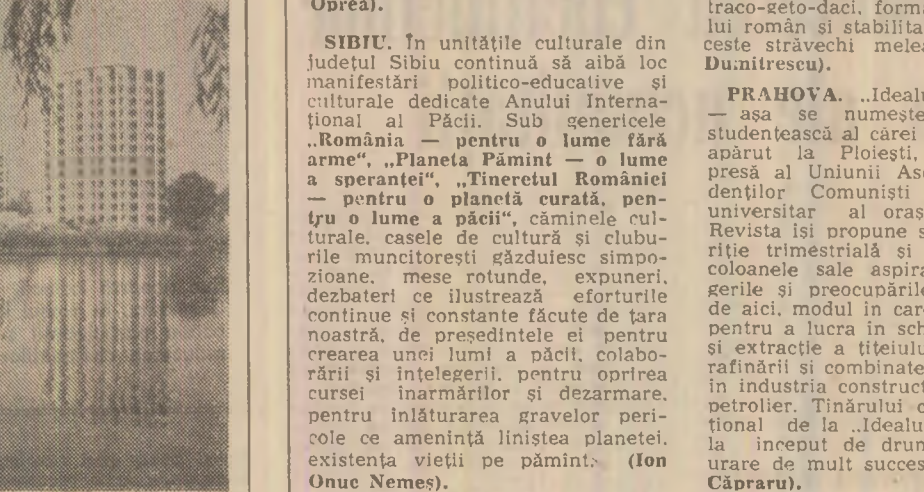 Oprea).
SIBIU. În unitățile culturale din
județul Sibiu continuă să aibă loc
manifestări politico-educative și
culturale dedicate Anului Interna-
țional al Păcii. Sub genericele
„România — pentru o lume fără
arme“, „Planeta Pămînt — o lume
a speranței“, „Tineretul României
— pentru o planetă curată, pen-
tru o lume a păcii“, căminele cul-
turale, casele de cultură și clubu-
rile muncitorești găzduiesc simpo-
zioane, mese rotunde, expuneri,
dezbateri ce ilustrează eforturile
continue și constante făcute de țara
noastră, de președintele ei pentru
crearea unei lumi a păcii, colabo-
rării și înțelegerii, pentru oprirea
cursei înarmărilor și dezarmare,
pentru înlăturarea gravelor peri-
cole ce amenință liniștea planetei,
existența vieții pe pămînt. (Ion
Onuc Nemeș).
traco-geto-daci, forma
lui român și stabilita
ceste străvechi melea
Dumitrescu).
PRAHOVA. „Idealu
— așa se numește
studențească al cărei
apărut la Ploiești,
presă al Uniunii As
denților Comuniști
universitar al oraș
Revista își propune s
riție trimestrială și
coloanele sale aspira
gerile și preocupările
de aici, modul în car
pentru a lucra în sch
și extracție a țițeiulu
rafinării și combinate
în industria construct
petrolier. Tînărului
țional de la „Idealu
la început de drum
urare de mult succes
Căpraru).